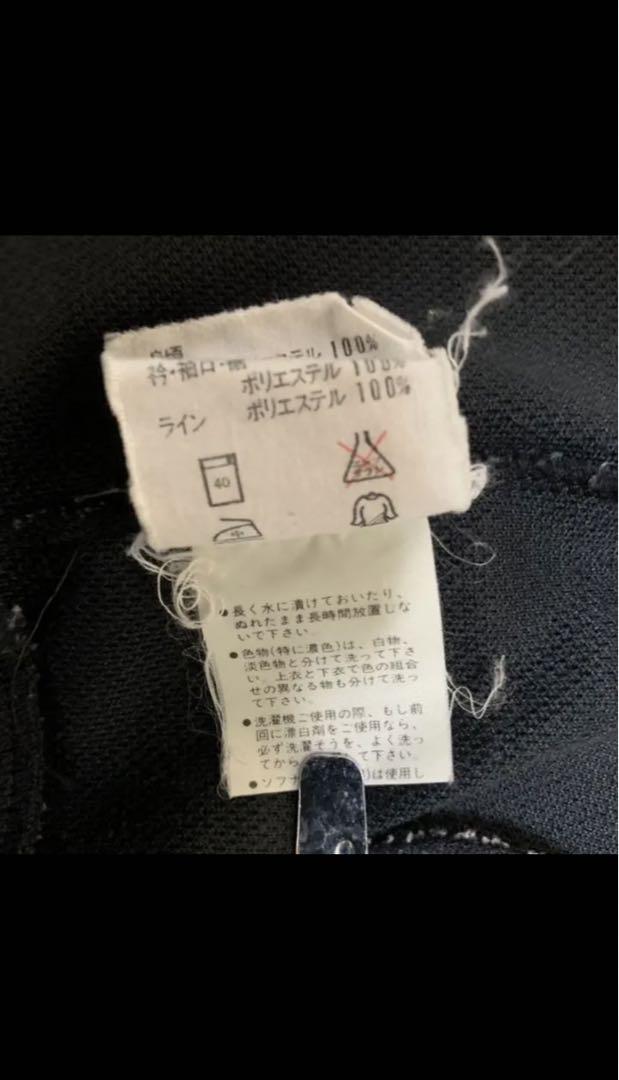 身頃 ポリエステル 100%
衿・袖口・裾 ポリエステル 100%
ライン ポリエステル 100%
40
中
●長く水に漬けておいたり、
ぬれたまま長時間放置しな
いで下さい。
●色物(特に濃色)は、白物、
淡色物と分けて洗って下さ
い。上衣と下衣で色の組合
せの異なる物も分けて洗っ
て下さい。
●洗濯機ご使用の際、もし前
回に漂白剤をご使用なら、
必ず洗濯そうを、よく洗っ
てから て下さい。
●ソフ は使用し